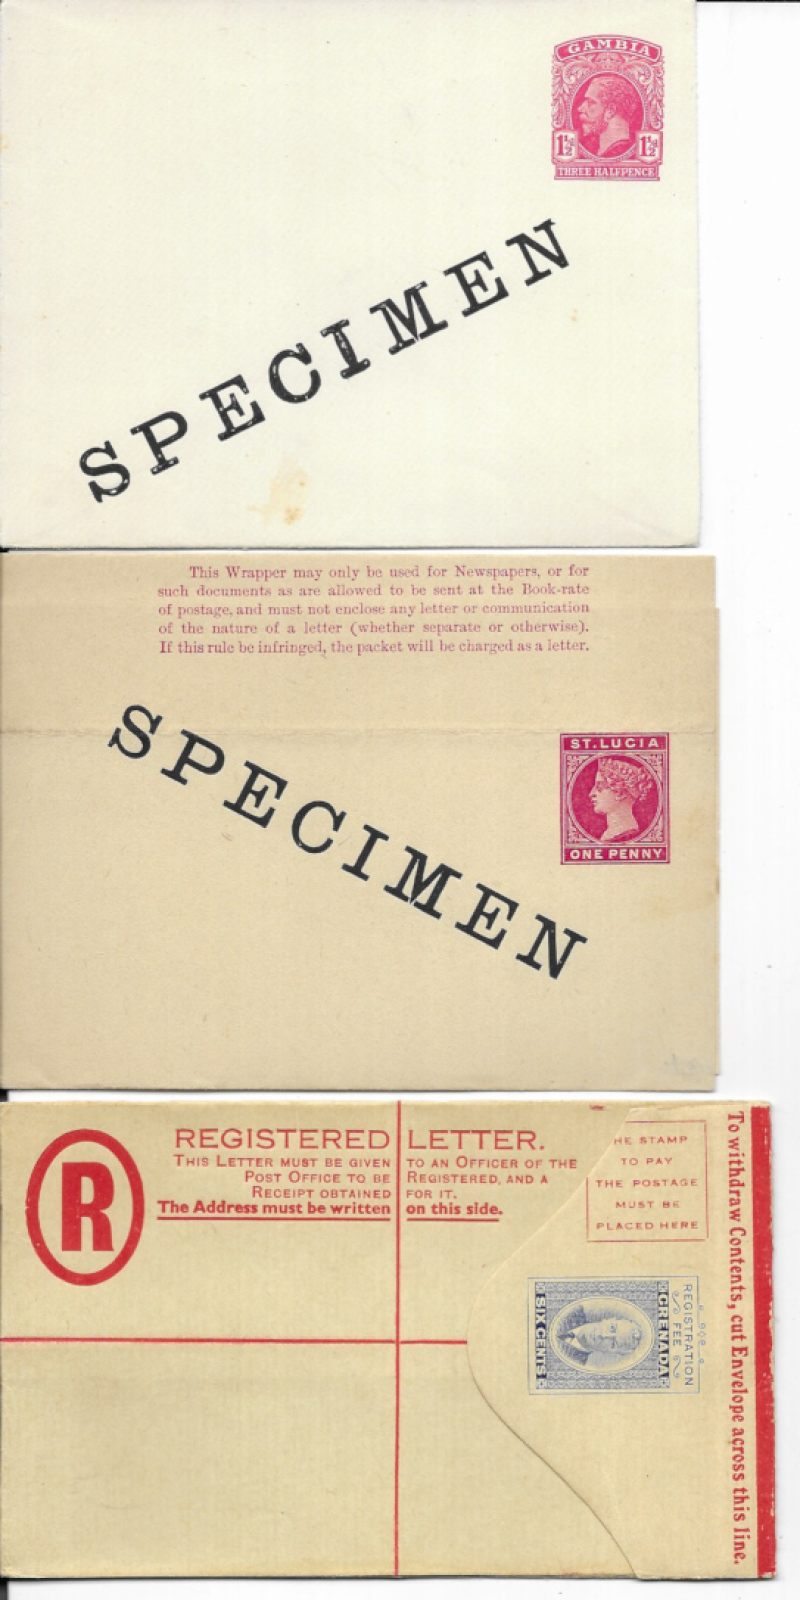 GAMBIA
1½d 1½d
THREE HALFPENCE
SPECIMEN
This Wrapper may only be used for Newspapers, or for
such documents as are allowed to be sent at the Book-rate
of postage, and must not enclose any letter or communication
of the nature of a letter (whether separate or otherwise).
If this rule be infringed, the packet will be charged as a letter.
SPECIMEN
ST. LUCIA
ONE PENNY
R
REGISTERED LETTER.
THIS LETTER MUST BE GIVEN TO AN OFFICER OF THE
POST OFFICE TO BE REGISTERED, AND A
RECEIPT OBTAINED FOR IT.
The Address must be written on this side.
HE STAMP
TO PAY
THE POSTAGE
MUST BE
PLACED HERE
REGISTRATION
FEE
GRENADA
SIX CENTS
To withdraw Contents, cut Envelope across this line.